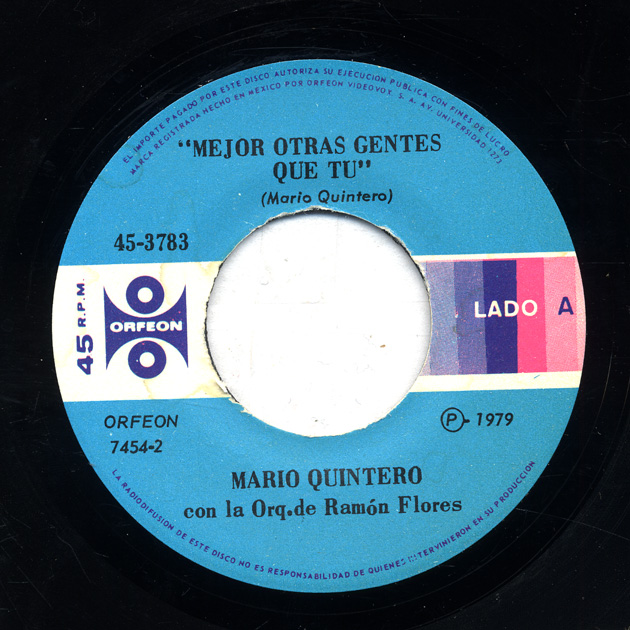 EL IMPORTE PAGADO POR ESTE DISCO AUTORIZA SU EJECUCION PUBLICA CON FINES DE LUCRO
MARCA REGISTRADA HECHO EN MEXICO POR ORFEON VIDEOVOX, S. A. AV. UNIVERSIDAD 1273
"MEJOR OTRAS GENTES
QUE TU"
(Mario Quintero)
45-3783
45 R.P.M.
ORFEON
LADO A
ORFEON
7454-2
P - 1979
MARIO QUINTERO
con la Orq. de Ramón Flores
LA RADIODIFUSION DE ESTE DISCO NO ES RESPONSABILIDAD DE QUIENES INTERVINIERON EN SU PRODUCCION